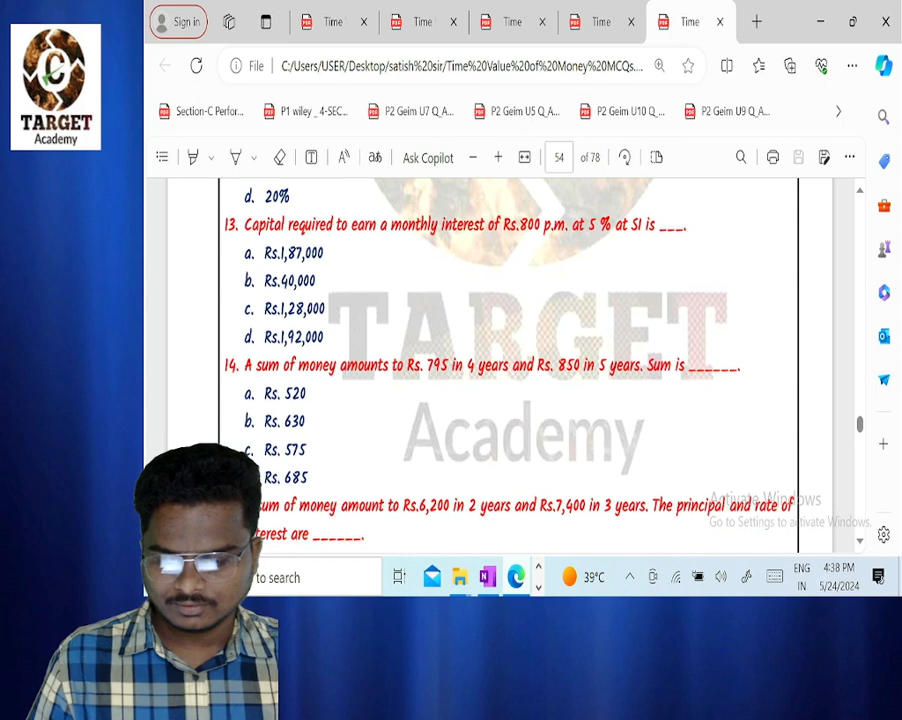 Sign in
Time
Time
Time
Time
Time
File
C:/Users/USER/Desktop/satish%20sir/Time%20Value%20of%20Money%20MCQs...
TARGET
Academy
Section-C Perfor...
P1 wiley _ 4-SEC...
P2 Geim U7 Q_A...
P2 Geim U5 Q_A...
P2 Geim U10 Q_...
P2 Geim U9 Q_A...
Ask Copilot
54
of 78
d. 20%
13. Capital required to earn a monthly interest of Rs.800 p.m. at 5 % at SI is ___.
a. Rs.1,87,000
b. Rs.40,000
c. Rs.1,28,000
d. Rs.1,92,000
TARGET
Academy
14. A sum of money amounts to Rs. 795 in 4 years and Rs. 850 in 5 years. Sum is ______.
a. Rs. 520
b. Rs. 630
c. Rs. 575
Rs. 685
sum of money amount to Rs.6,200 in 2 years and Rs.7,400 in 3 years. The principal and rate of
terest are ______.
Activate Windows
Go to Settings to activate Windows.
to search
39°C
ENG
IN
4:38 PM
5/24/2024